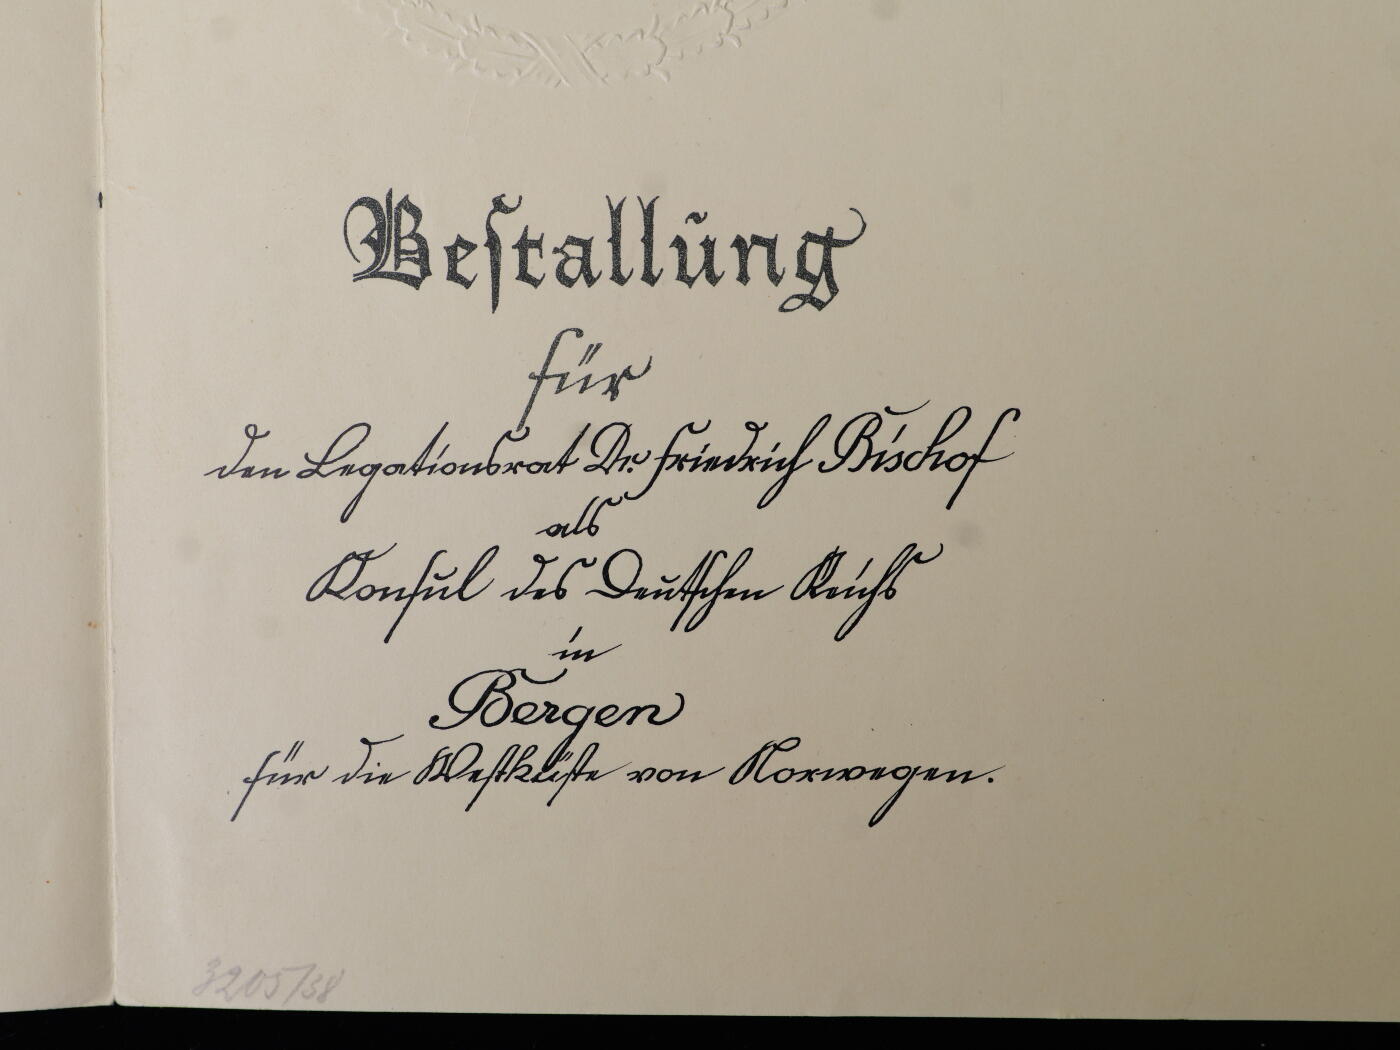 Bestallung
für
den Legationsrat Dr. Friedrich Bischof
als
Konsul des Deutschen Reichs
in
Bergen
für die Westküste von Norwegen.
3205/38